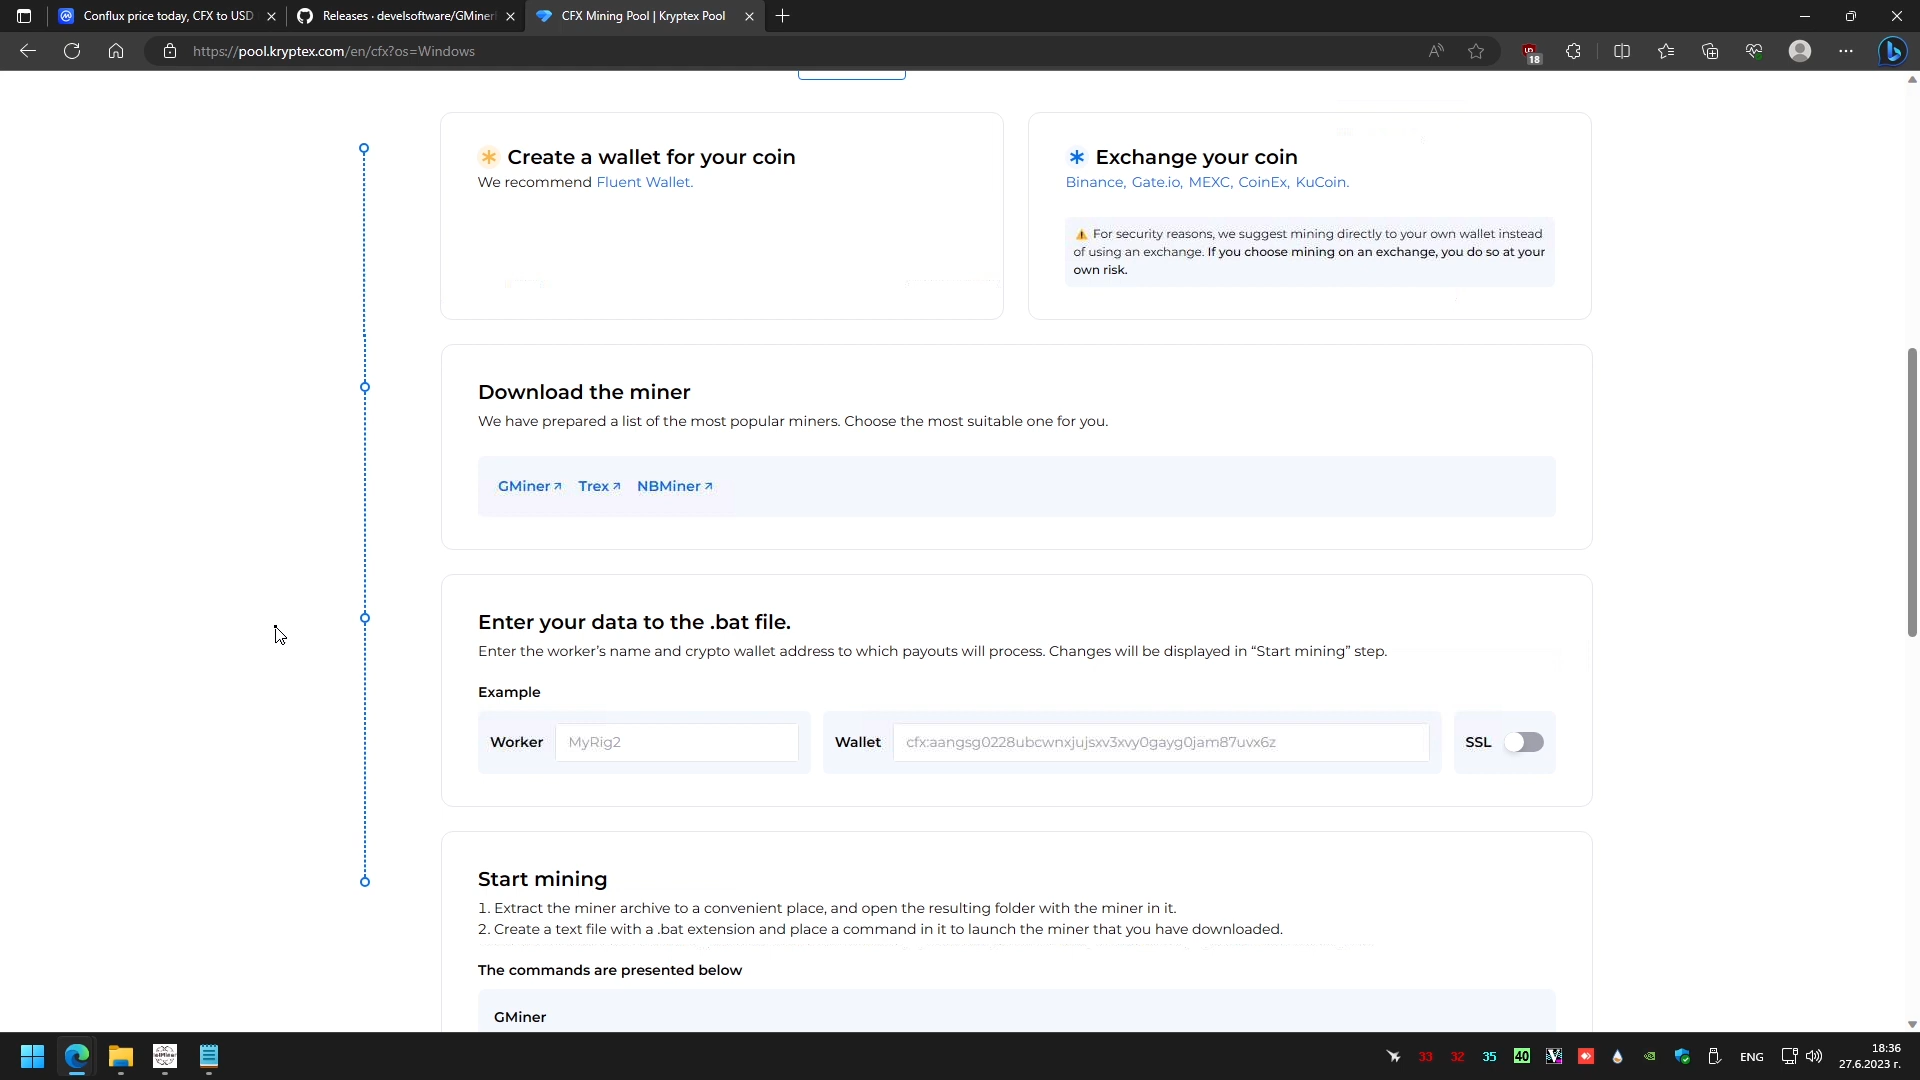 Conflux price today, CFX to USD
Releases · develsoftware/GMiner
CFX Mining Pool | Kryptex Pool
https://pool.kryptex.com/en/cfx?os=Windows
18
Create a wallet for your coin
We recommend Fluent Wallet.
Exchange your coin
Binance, Gate.io, MEXC, CoinEx, KuCoin.
⚠ For security reasons, we suggest mining directly to your own wallet instead
of using an exchange. If you choose mining on an exchange, you do so at your
own risk.
Download the miner
We have prepared a list of the most popular miners. Choose the most suitable one for you.
GMiner Trex NBMiner
Enter your data to the .bat file.
Enter the worker’s name and crypto wallet address to which payouts will process. Changes will be displayed in “Start mining” step.
Example
Worker MyRig2 Wallet cfx:aangsg0228ubcwnxjujsxv3xvy0gayg0jam87uvx6z SSL
Start mining
1. Extract the miner archive to a convenient place, and open the resulting folder with the miner in it.
2. Create a text file with a .bat extension and place a command in it to launch the miner that you have downloaded.
The commands are presented below
GMiner
33 32 35 40 ENG 18:36
27.6.2023 г.